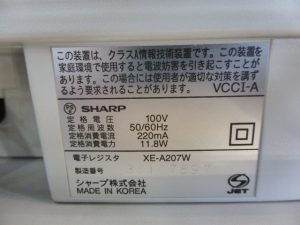 この装置は、クラスA情報技術装置です。この装置を
家庭環境で使用すると電波妨害を引き起こすことが
あります。この場合には使用者が適切な対策を講ず
るよう要求されることがあります。
VCCI-A
SHARP
定格電圧 100V
定格周波数 50/60Hz
定格消費電流 220mA
定格消費電力 11.8W
電子レジスタ XE-A207W
製造番号
シャープ株式会社
MADE IN KOREA
JET